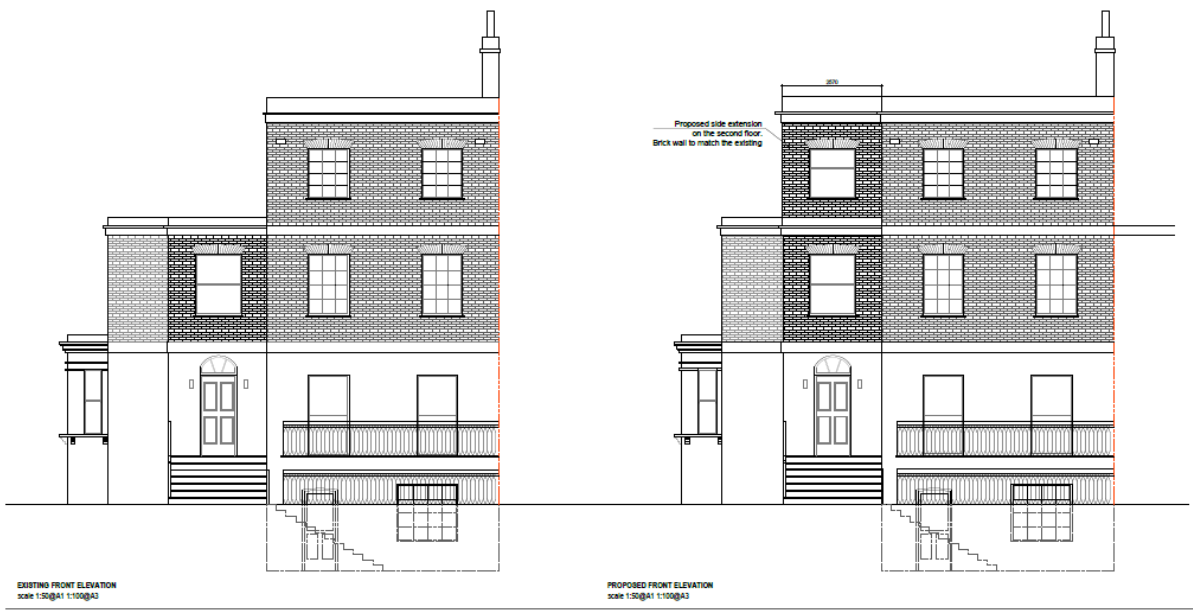 Proposed side extension
on the second floor.
Brick wall to match the existing
EXISTING FRONT ELEVATION
scale 1:50@A1 1:100@A3
PROPOSED FRONT ELEVATION
scale 1:50@A1 1:100@A3